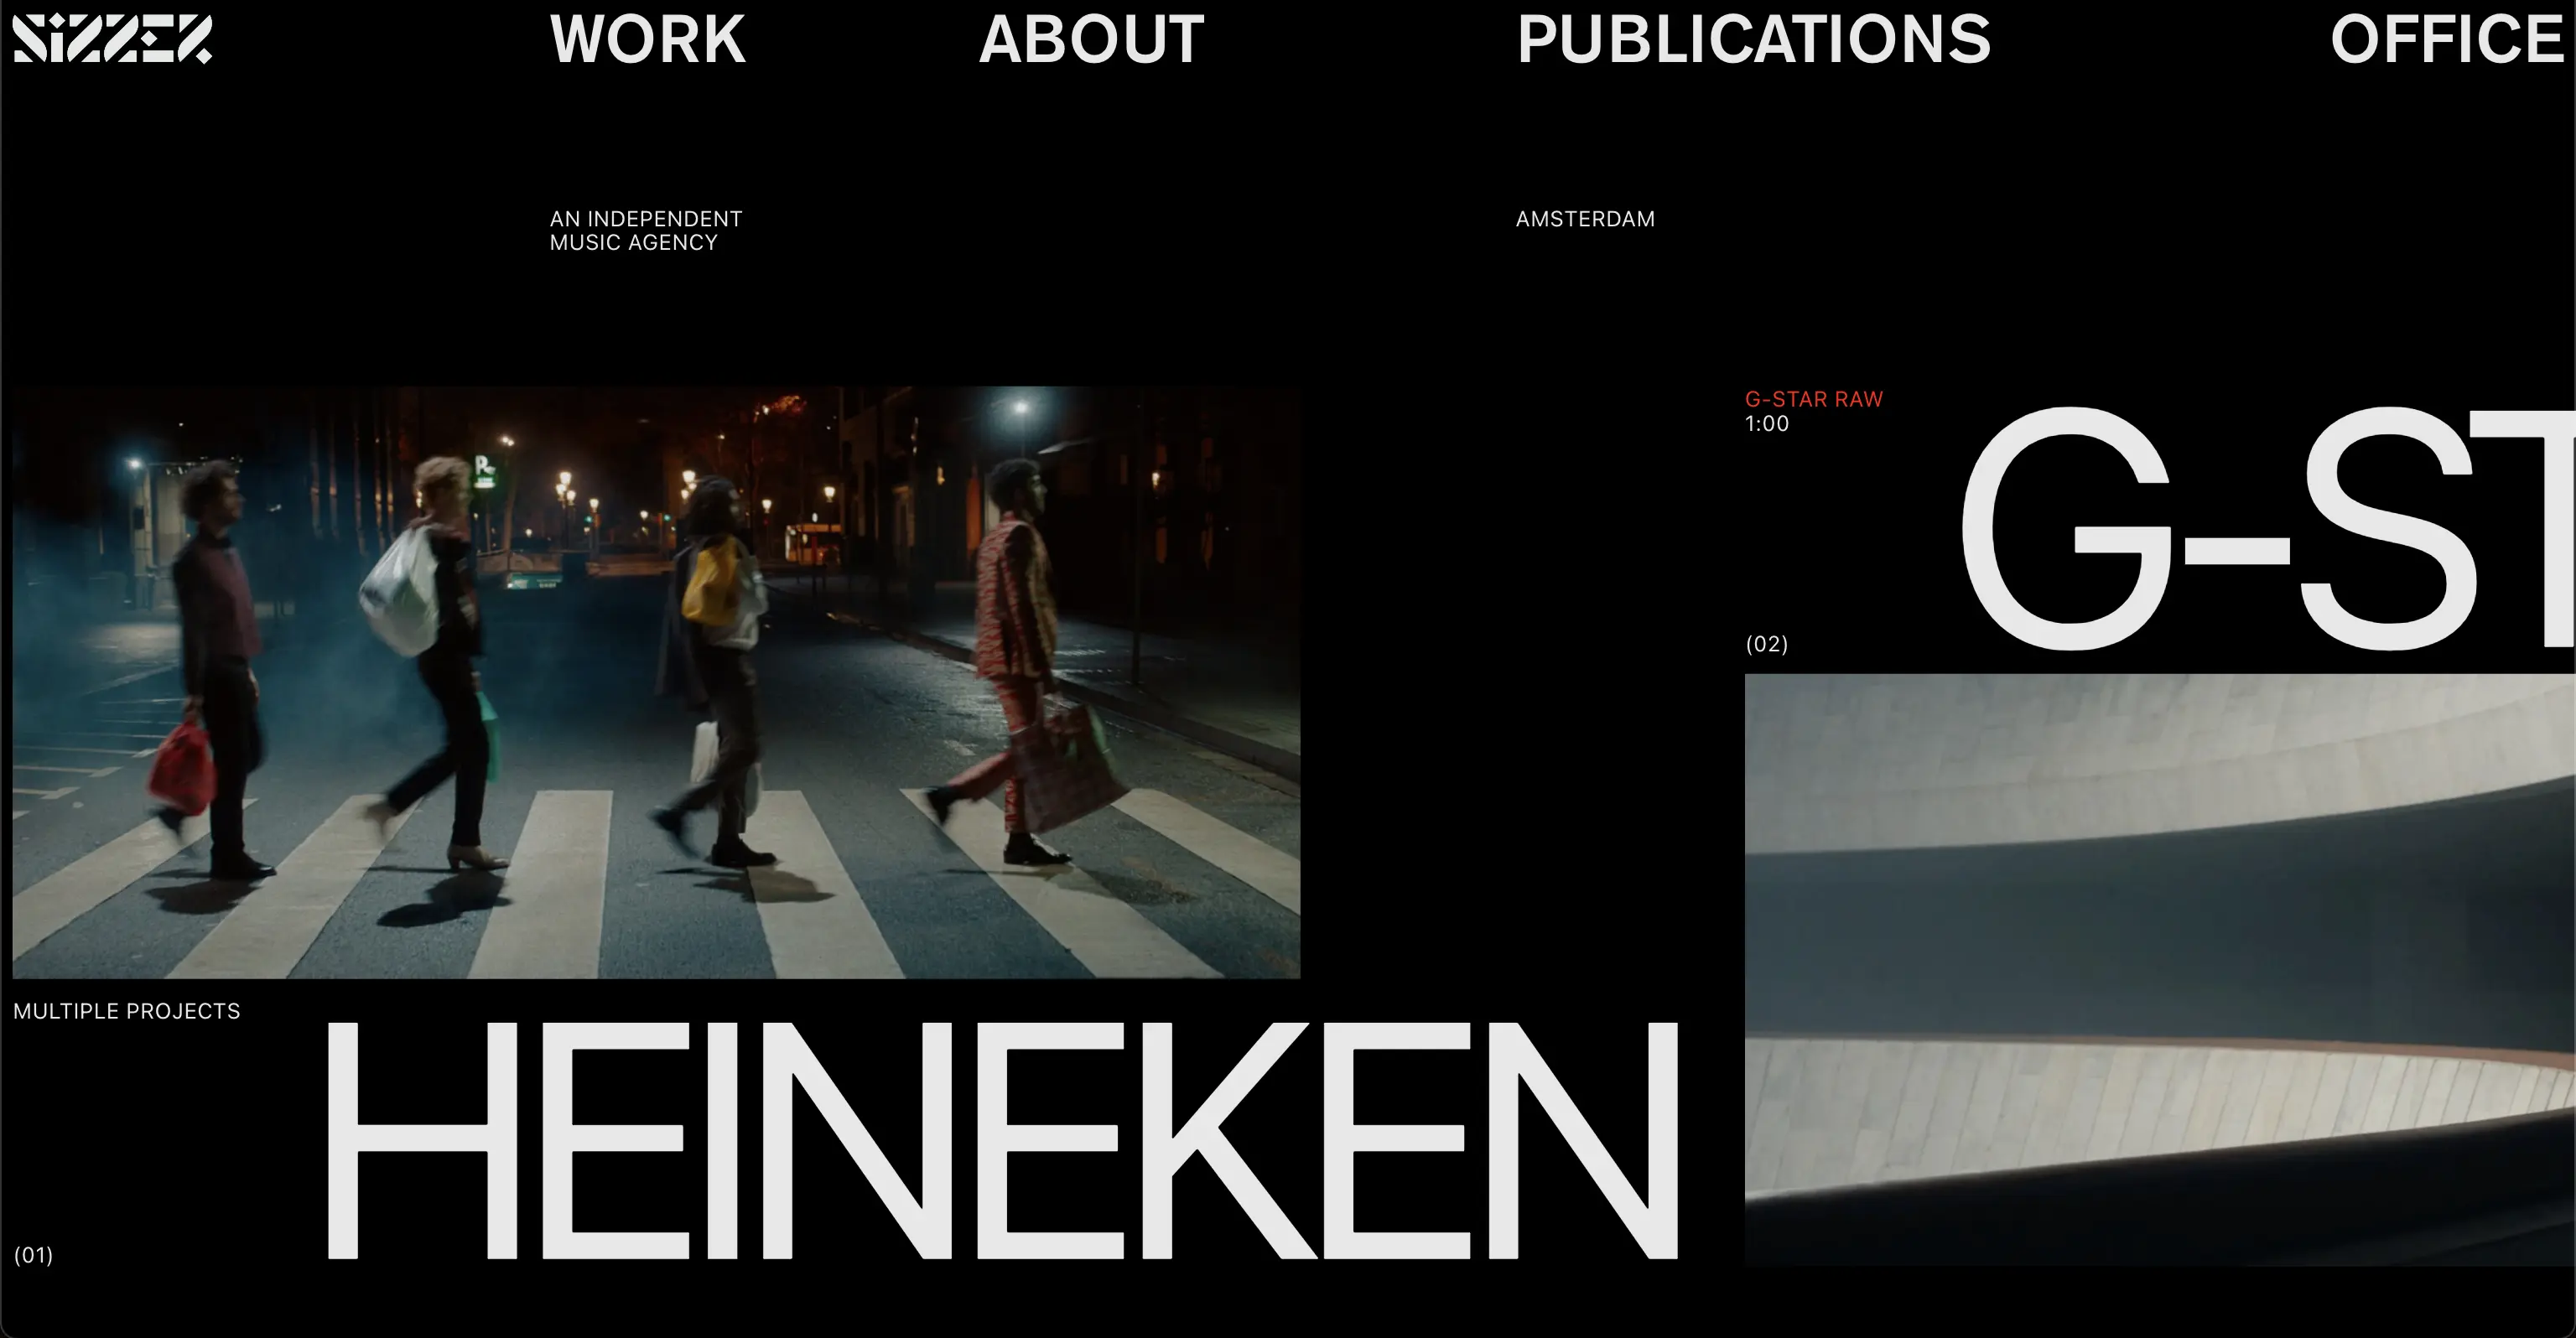 SiZZER
WORK
ABOUT
PUBLICATIONS
OFFICE
AN INDEPENDENT
MUSIC AGENCY
AMSTERDAM
MULTIPLE PROJECTS
(01)
HEINEKEN
G-STAR RAW
1:00
(02)
G-ST